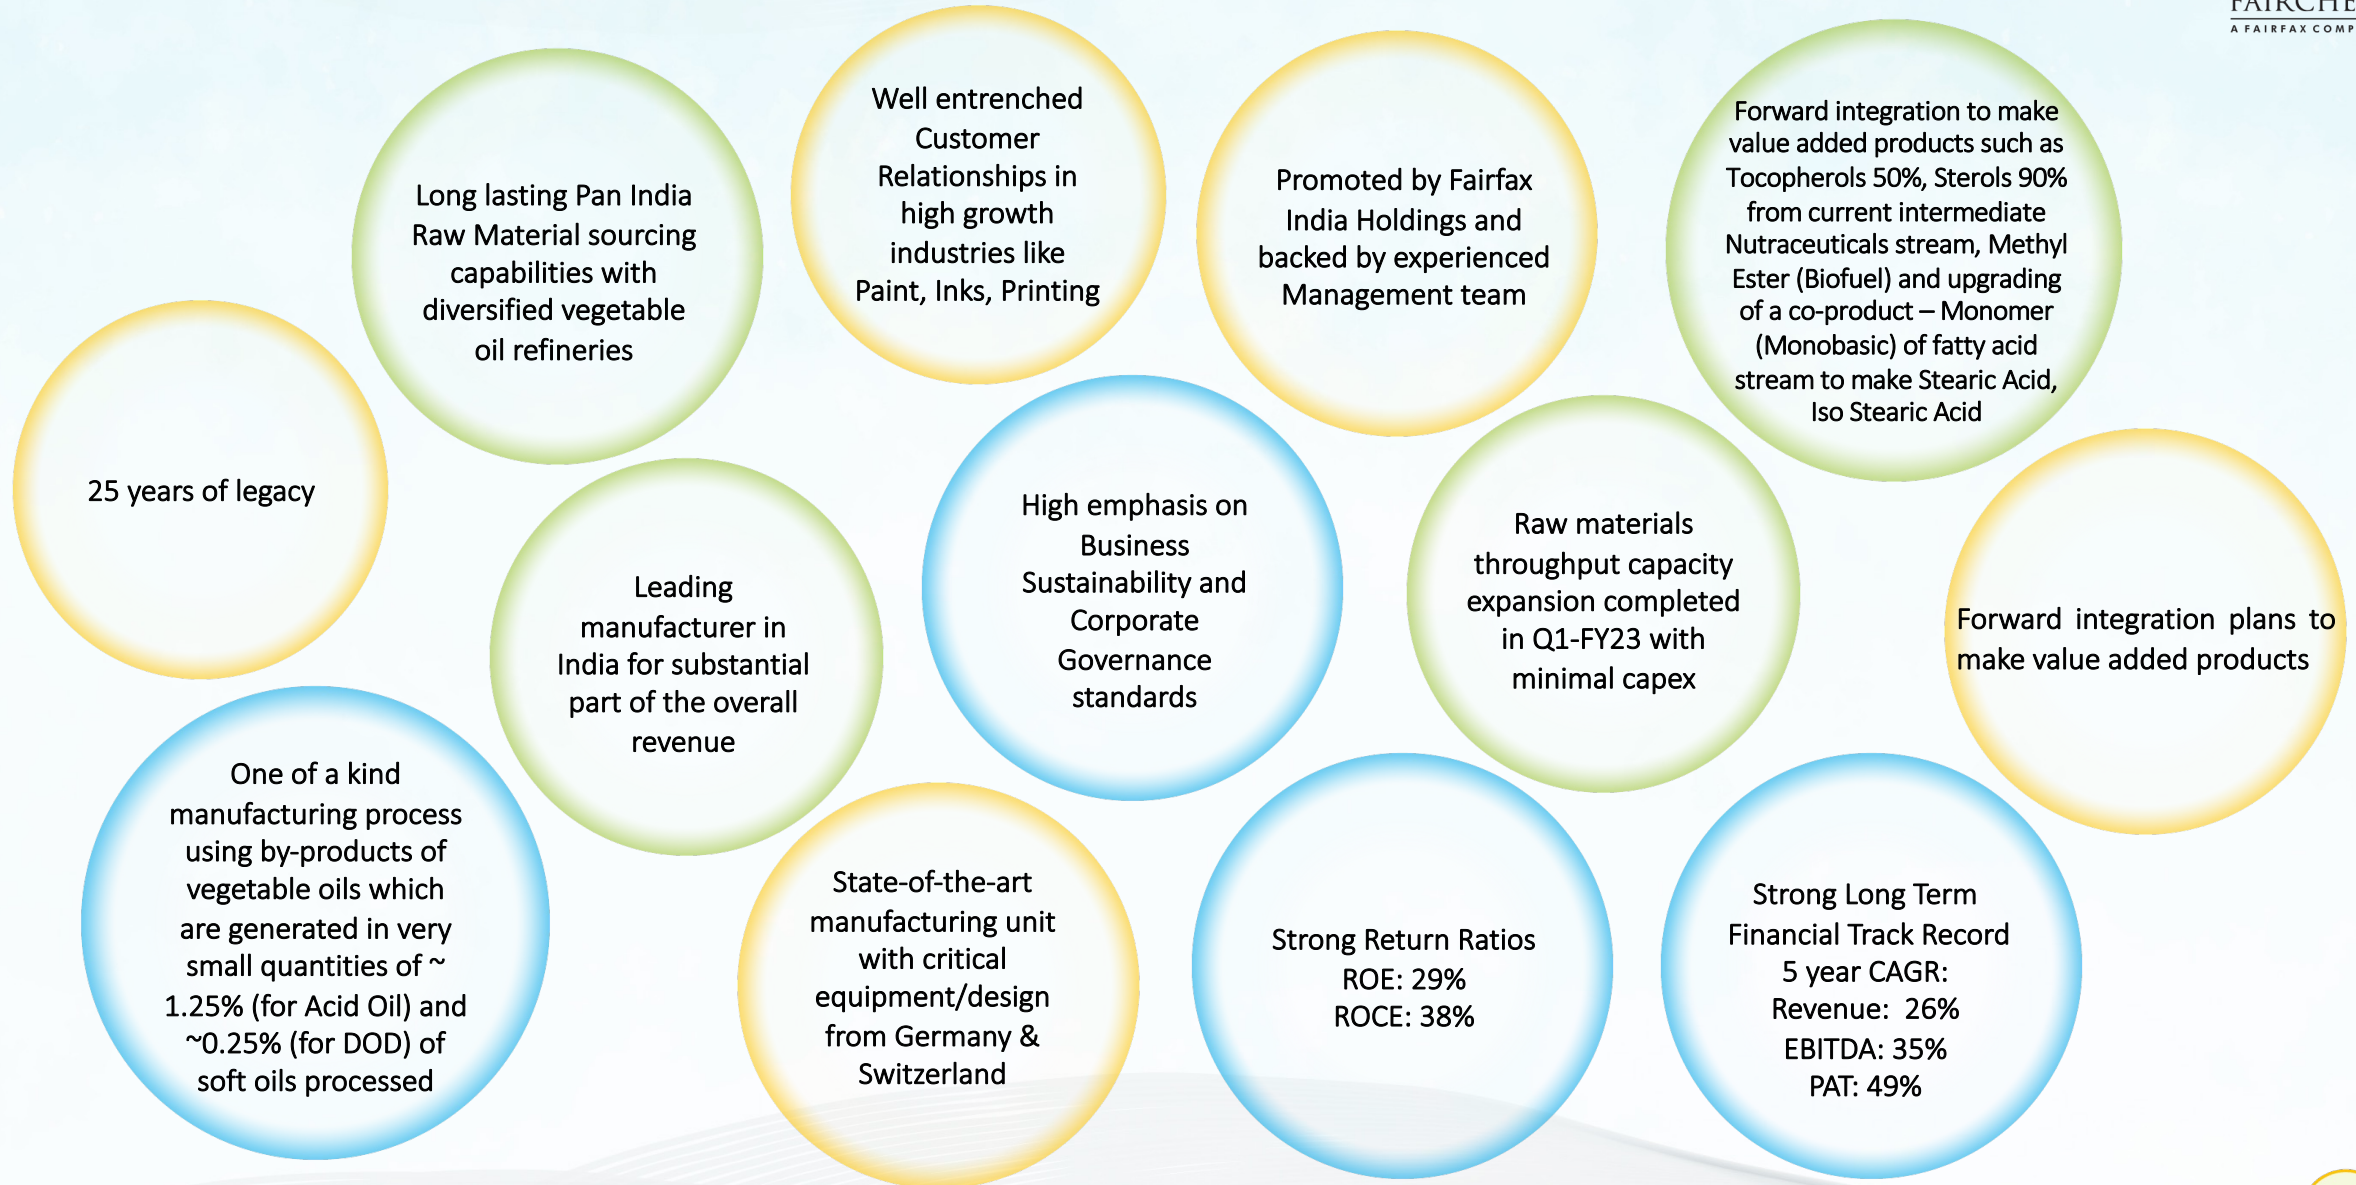 A FAIRFAX COMP
Long lasting Pan India
Raw Material sourcing
capabilities with
diversified vegetable
oil refineries
Well entrenched
Customer
Relationships in
high growth
industries like
Paint, Inks, Printing
Promoted by Fairfax
India Holdings and
backed by experienced
Management team
Forward integration to make
value added products such as
Tocopherols 50%, Sterols 90%
from current intermediate
Nutraceuticals stream, Methyl
Ester (Biofuel) and upgrading
of a co-product – Monomer
(Monobasic) of fatty acid
stream to make Stearic Acid,
Iso Stearic Acid
25 years of legacy
Leading
manufacturer in
India for substantial
part of the overall
revenue
High emphasis on
Business
Sustainability and
Corporate
Governance
standards
Raw materials
throughput capacity
expansion completed
in Q1-FY23 with
minimal capex
Forward integration plans to
make value added products
One of a kind
manufacturing process
using by-products of
vegetable oils which
are generated in very
small quantities of ~
1.25% (for Acid Oil) and
~0.25% (for DOD) of
soft oils processed
State-of-the-art
manufacturing unit
with critical
equipment/design
from Germany &
Switzerland
Strong Return Ratios
ROE: 29%
ROCE: 38%
Strong Long Term
Financial Track Record
5 year CAGR:
Revenue: 26%
EBITDA: 35%
PAT: 49%